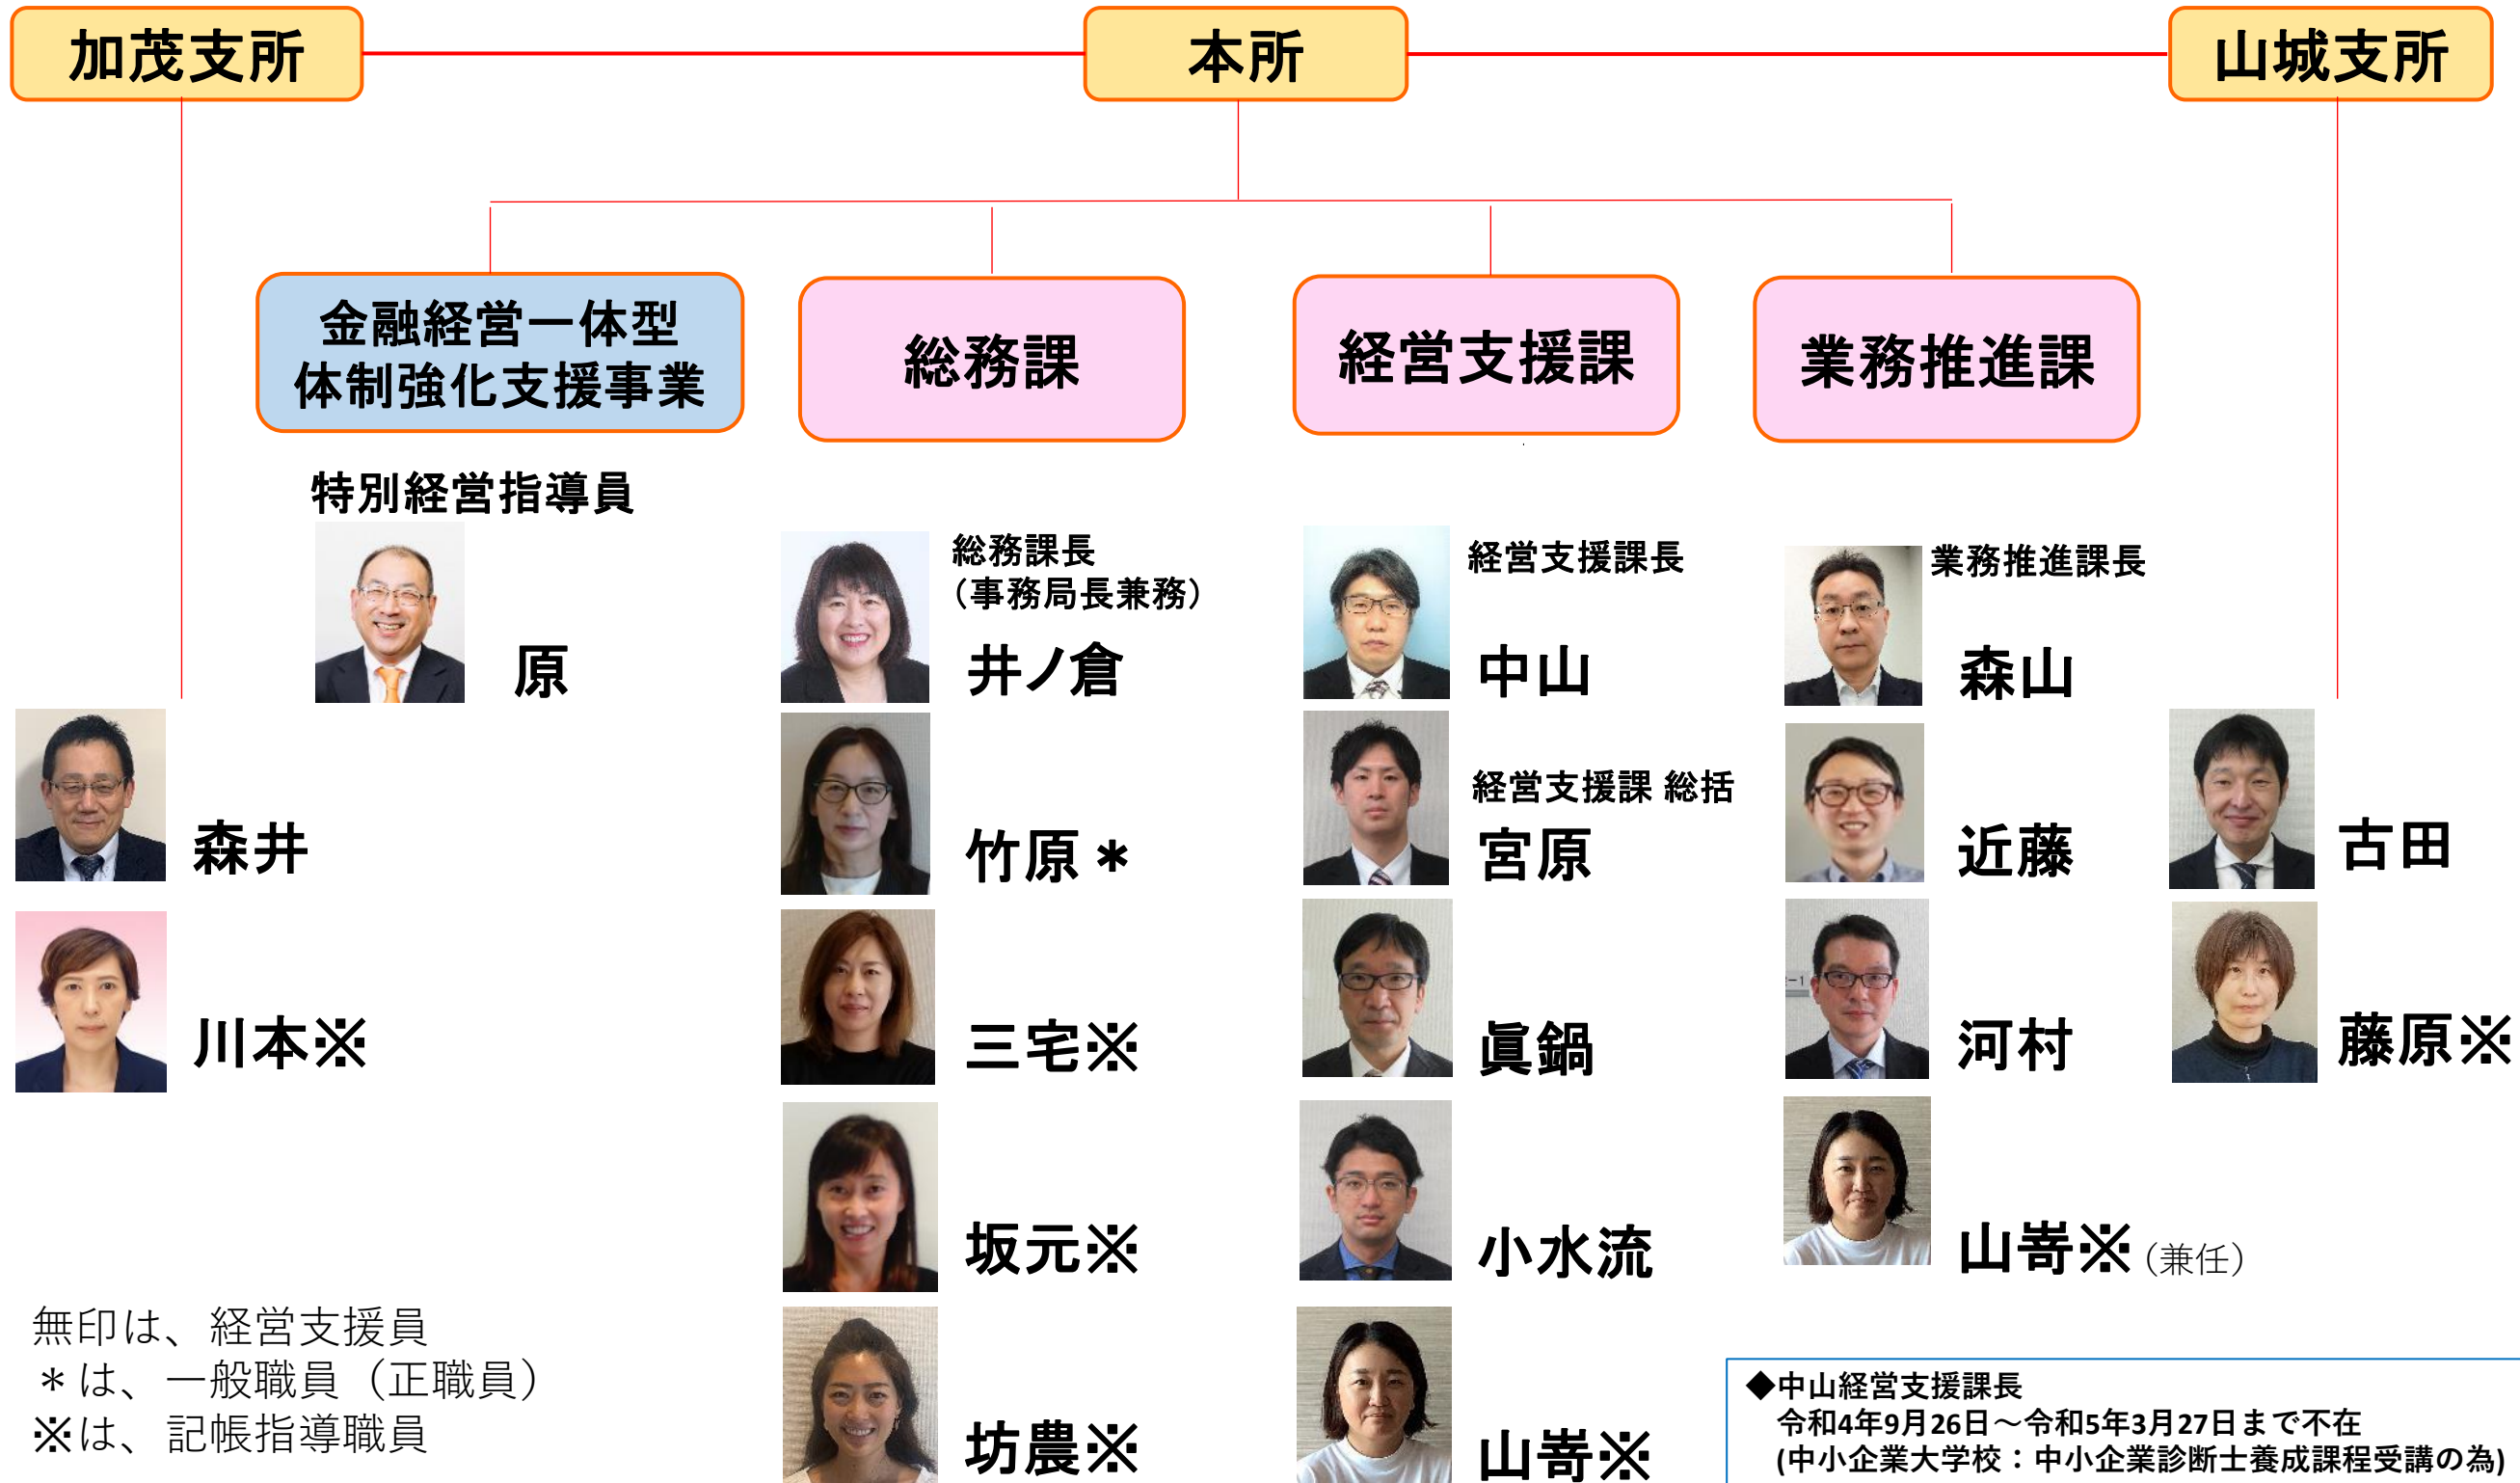 加茂支所
本所
山城支所
金融経営一体型
体制強化支援事業
総務課
経営支援課
業務推進課
特別経営指導員
原
総務課長
（事務局長兼務）
井ノ倉
経営支援課長
中山
業務推進課長
森山
森井
竹原＊
経営支援課 総括
宮原
近藤
古田
川本※
三宅※
眞鍋
河村
藤原※
坂元※
小水流
山嵜※（兼任）
坊農※
山嵜※
無印は、経営支援員
＊は、一般職員（正職員）
※は、記帳指導職員
◆中山経営支援課長
令和4年9月26日～令和5年3月27日まで不在
(中小企業大学校：中小企業診断士養成課程受講の為)